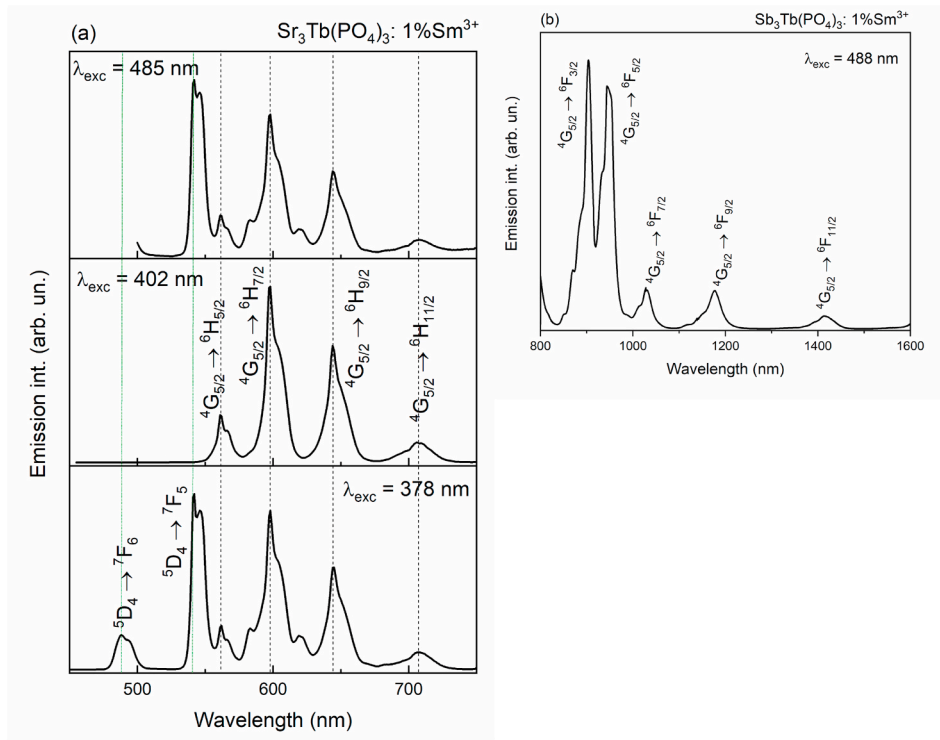 (a)
Sr₃Tb(PO₄)₃: 1%Sm³⁺
λexc = 485 nm
λexc = 402 nm
⁴G₅/₂→⁶H₅/₂
⁴G₅/₂→⁶H₇/₂
⁴G₅/₂→⁶H₉/₂
⁴G₅/₂→⁶H₁₁/₂
λexc = 378 nm
⁵D₄→⁷F₆
⁵D₄→⁷F₅
Emission int. (arb. un.)
500 600 700
Wavelength (nm)
(b)
Sb₃Tb(PO₄)₃: 1%Sm³⁺
λexc = 488 nm
⁴G₅/₂→⁶F₃/₂
⁴G₅/₂→⁶F₅/₂
⁴G₅/₂→⁶F₇/₂
⁴G₅/₂→⁶F₉/₂
⁴G₅/₂→⁶F₁₁/₂
Emission int. (arb. un.)
800 1000 1200 1400 1600
Wavelength (nm)